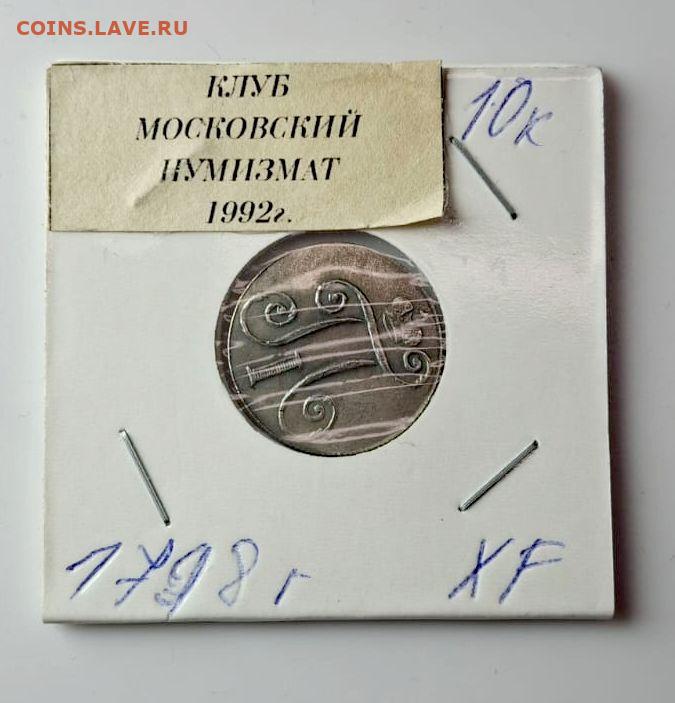 COINS.LAVE.RU
КЛУБ
МОСКОВСКИЙ
НУМИЗМАТ
1992г.
10к
1798г
XF